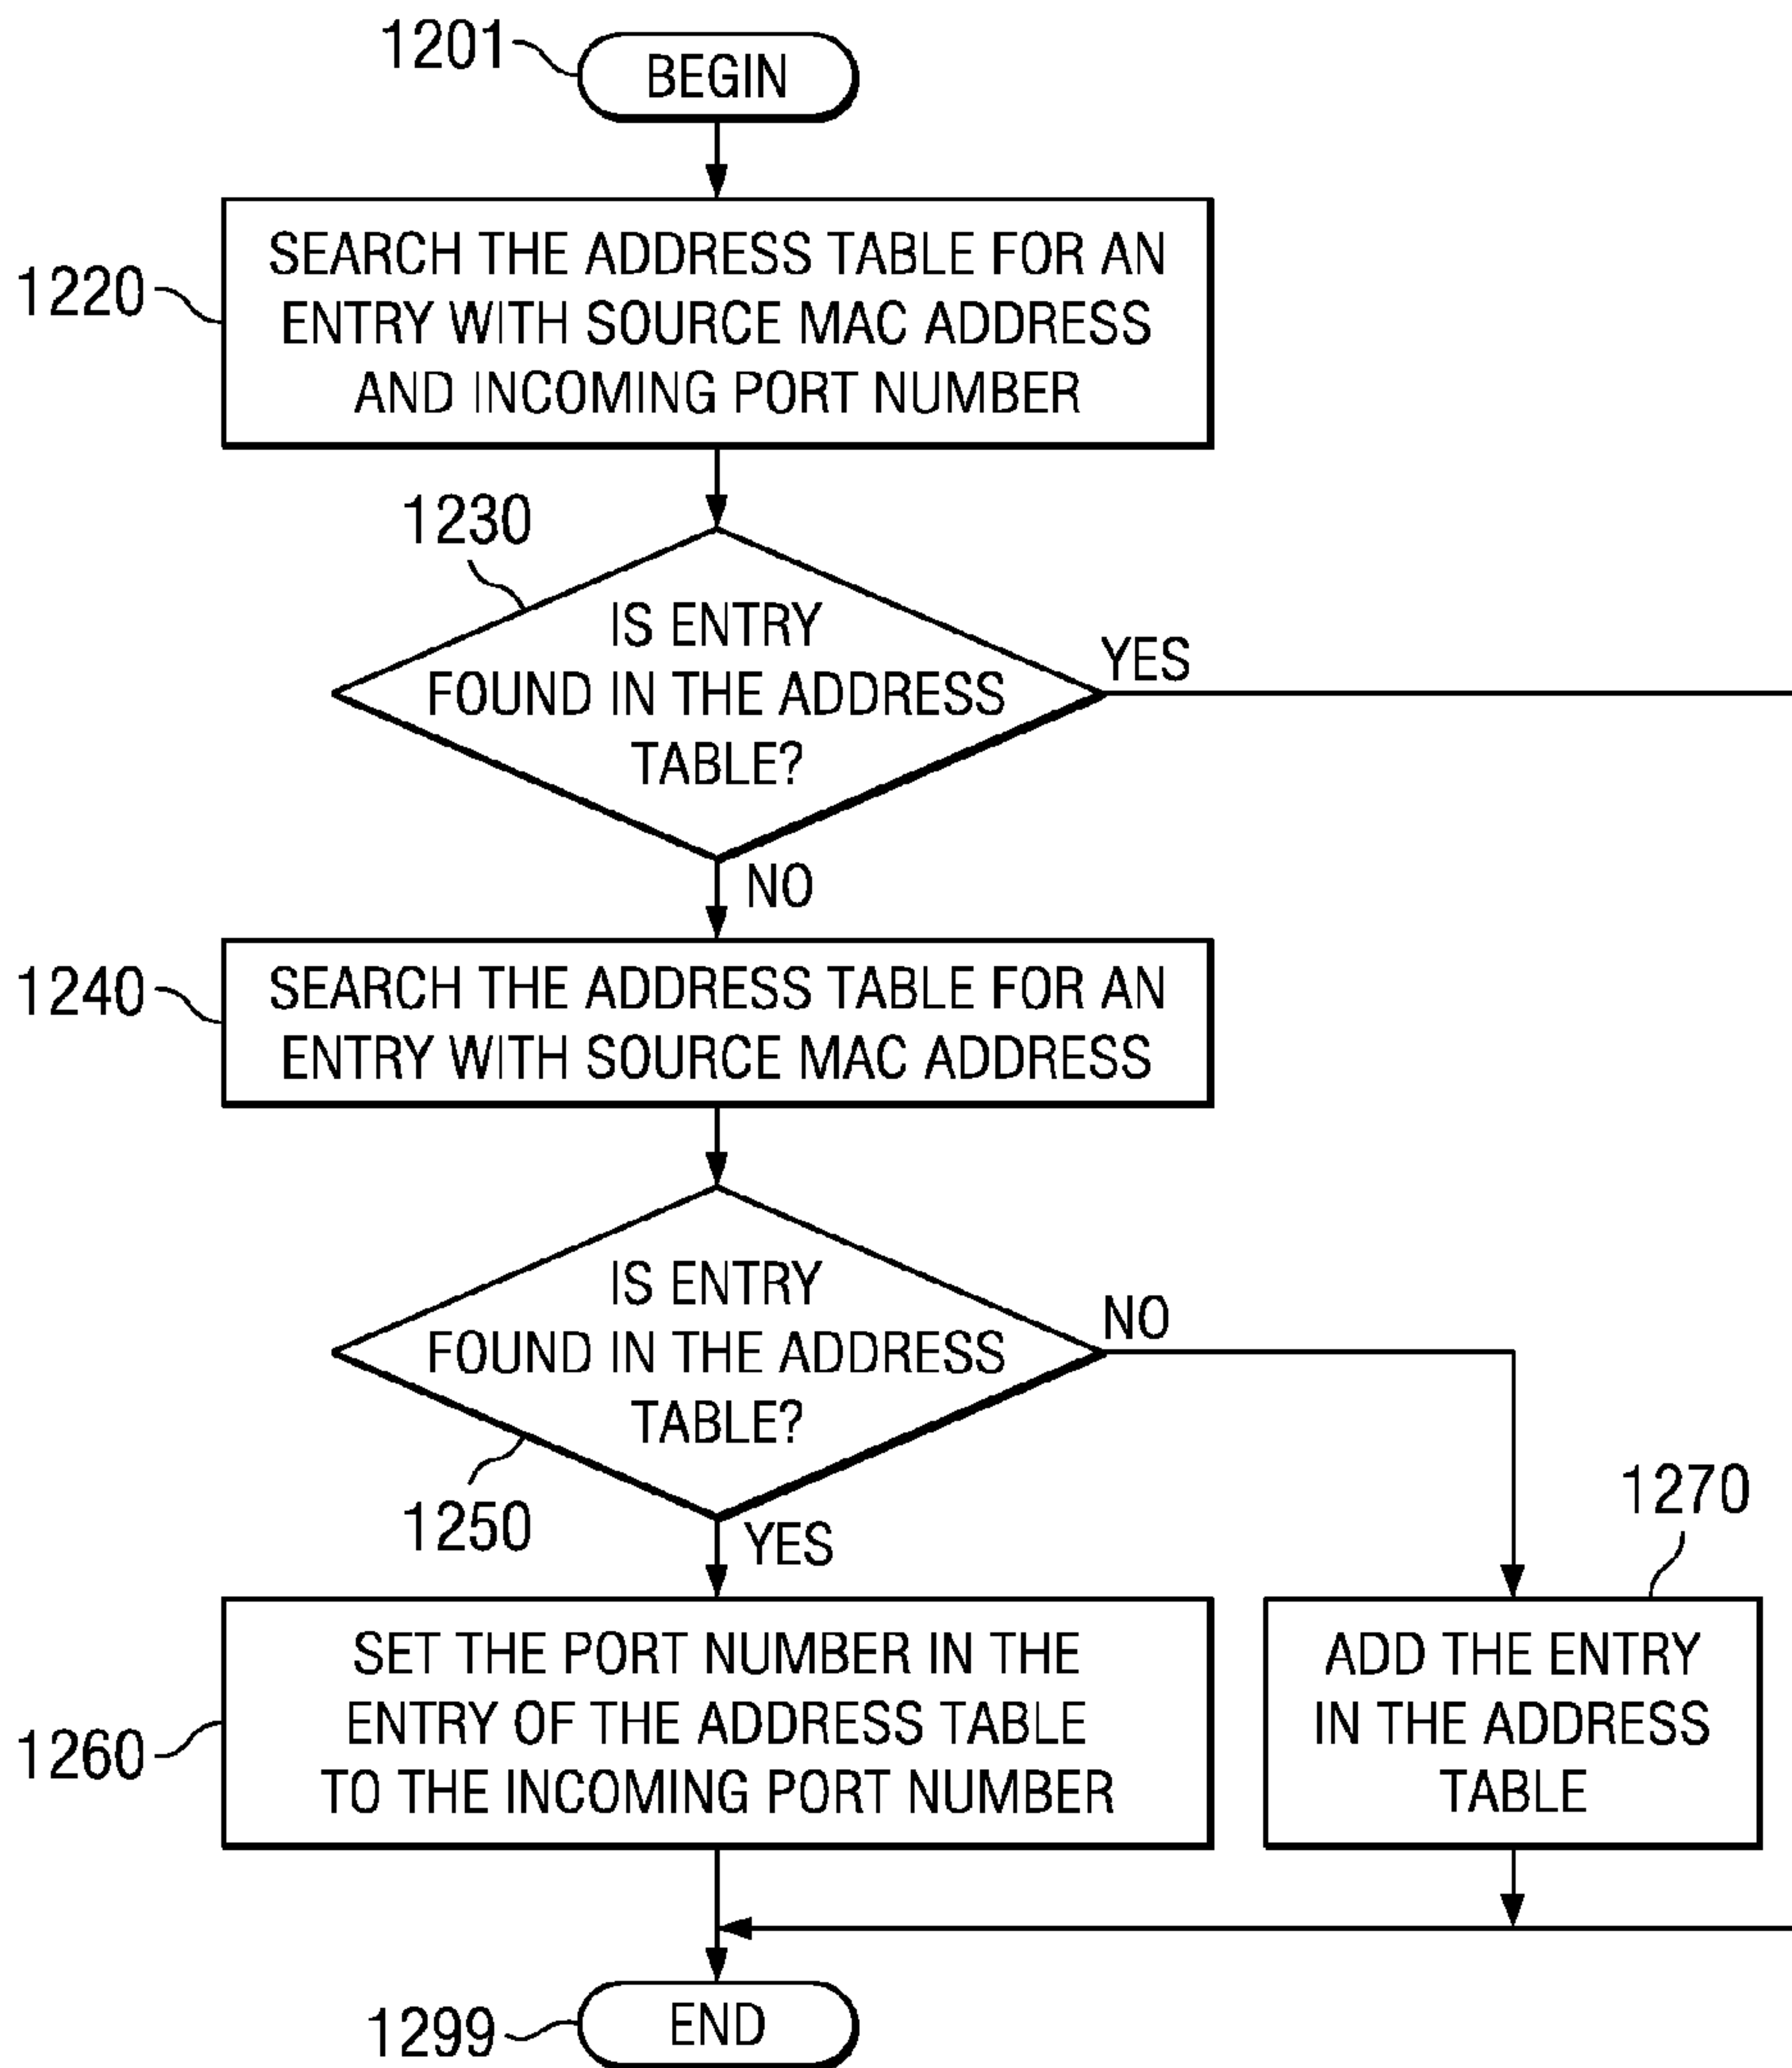 1201
BEGIN
1220
SEARCH THE ADDRESS TABLE FOR AN
ENTRY WITH SOURCE MAC ADDRESS
AND INCOMING PORT NUMBER
1230
IS ENTRY
FOUND IN THE ADDRESS
TABLE?
YES
NO
1240
SEARCH THE ADDRESS TABLE FOR AN
ENTRY WITH SOURCE MAC ADDRESS
IS ENTRY
FOUND IN THE ADDRESS
TABLE?
NO
1250
YES
1260
SET THE PORT NUMBER IN THE
ENTRY OF THE ADDRESS TABLE
TO THE INCOMING PORT NUMBER
1270
ADD THE ENTRY
IN THE ADDRESS
TABLE
1299
END